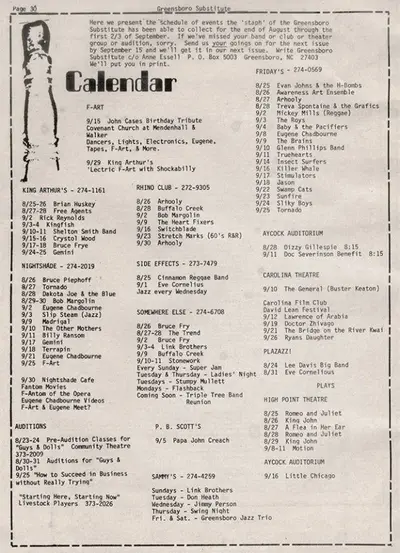 Page 30
Greensboro Substitute
Here we present the Schedule of events the 'staph' of the Greensboro
Substitute has been able to collect for the end of August through the
first 2/3 of September. If we've missed your band or club or theater
group or audition, sorry. Send us your goings on for the next issue
by September 15 and we'll get it in our next issue. Write Greensboro
Substitute c/o Anne Essell P.O. Box 5003 Greensboro, NC 27403
We'll put you in print.
Calendar
F-ART
9/15 John Cases Birthday Tribute
Covenant Church at Mendenhall &
Walker
Dancers, Lights, Electronics, Eugene,
Tapes, F-Art, & More.
9/29 King Arthur's
'Lectric F-Art with Shockabilly
KING ARTHUR'S - 274-1161
8/25-26 Brian Huskey
8/27-29 Free Agents
9/2 Rick Reynolds
9/3-4 Kingfish
9/10-11 Shelton Smith Band
9/15-16 Crystal Wood
9/17-18 Bruce Frye
9/24-25 Gemini
NIGHTSHADE - 274-2019
8/26 Bruce Piephoff
8/27 Tornado
8/28 Dakota Joe & the Blue
8/29-30 Bob Margolin
9/2 Eugene Chadbourne
9/3 Slip Steam (Jazz)
9/9 Madrigal
9/10 The Other Mothers
9/11 Billy Ransom
9/17 Gemini
9/18 Terrapin
9/21 Eugene Chadbourne
9/25 F-Art
9/30 Nightshade Cafe
Fantom Movies
F-Antom of the Opera
Eugene Chadbourne Videos
F-Art & Eugene Meet?
AUDITIONS
8/23-24 Pre-Audition Classes for
"Guys & Dolls" Community Theatre
373-2009
8/30-31 Auditions for "Guys &
Dolls"
9/25 "How to Succeed in Business
without Really Trying"
"Starting Here, Starting Now"
Livestock Players 373-2026
RHINO CLUB - 272-9305
8/26 Arhooly
8/28 Buffalo Creek
9/2 Bob Margolin
9/9 The Heart Fixers
9/16 Switchblade
9/23 Stretch Marks (60's R&R)
9/30 Arhooly
SIDE EFFECTS - 273-7479
8/25 Cinnamon Reggae Band
9/1 Eve Cornelius
Jazz every Wednesday
SOMEWHERE ELSE - 274-6708
8/26 Bruce Fry
8/27-28 The Trend
9/2 Bruce Fry
9/3-4 Link Brothers
9/9 Buffalo Creek
9/10-11 Stonework
Every Sunday - Super Jam
Tuesday & Thursday - Ladies' Night
Tuesdays - Stumpy Mullett
Mondays - Flashback
Coming Soon - Triple Tree Band
Reunion
P. B. SCOTT'S
9/5 Papa John Creach
SAMMY'S - 274-4259
Sundays - Link Brothers
Tuesday - Don Heath
Wednesday - Jimmy Person
Thursday - Swing Night
Fri. & Sat. - Greensboro Jazz Trio
FRIDAY'S - 274-0569
8/25 Evan Johns & the H-Bombs
8/26 Awareness Art Ensemble
8/27 Arhooly
8/28 Treva Spontaine & the Grafics
9/2 Mickey Mills (Reggae)
9/3 The Roys
9/4 Baby & the Pacifiers
9/8 Eugene Chadbourne
9/9 The Brains
9/10 Glenn Phillips Band
9/11 Truehearts
9/14 Insect Surfers
9/16 Killer Whale
9/17 Stimulators
9/18 Jason
9/22 Swamp Cats
9/23 Sunfire
9/24 Sliky Boys
9/25 Tornado
AYCOCK AUDITORIUM
8/28 Dizzy Gillespie 8:15
9/11 Doc Severinson Benefit 8:15
CAROLINA THEATRE
9/10 The General (Buster Keaton)
Carolina Film Club
David Lean Festival
9/12 Lawrence of Arabia
9/19 Doctor Zhivago
9/21 The Bridge on the River Kwai
9/26 Ryans Daughter
PLAZAZZ!
8/24 Lee Davis Big Band
8/31 Eve Cornelious
PLAYS
HIGH POINT THEATRE
8/25 Romeo and Juliet
8/26 King John
8/27 A Flea in Her Ear
8/28 Romeo and Juliet
8/29 King John
9/8-11 Motion
AYCOCK AUDITORIUM
9/16 Little Chicago